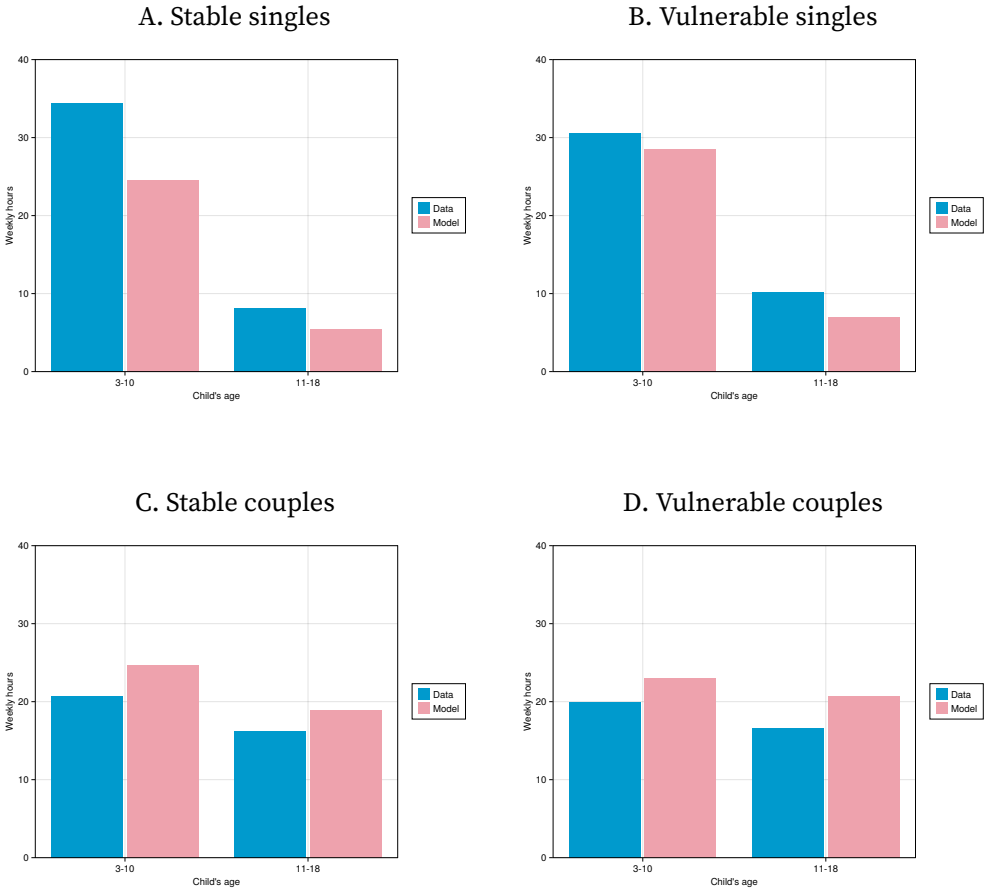 A. Stable singles
40
30
20
10
0
Weekly hours
3-10
11-18
Child's age
Data
Model
B. Vulnerable singles
40
30
20
10
0
Weekly hours
3-10
11-18
Child's age
Data
Model
C. Stable couples
40
30
20
10
0
Weekly hours
3-10
11-18
Child's age
Data
Model
D. Vulnerable couples
40
30
20
10
0
Weekly hours
3-10
11-18
Child's age
Data
Model